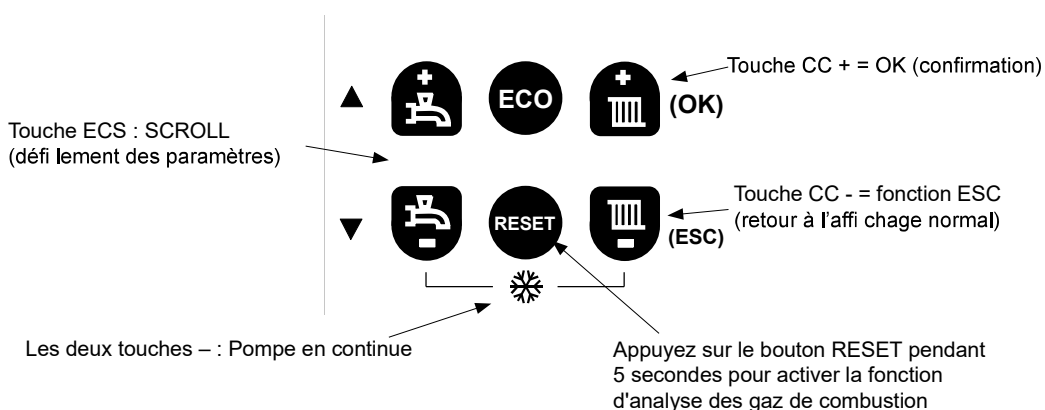 Touche CC + = OK (confirmation)
+
ECO
+
(OK)
Touche ECS : SCROLL
(défi lement des paramètres)
Touche CC - = fonction ESC
(retour à l'affi chage normal)
-
RESET
-
(ESC)
Les deux touches – : Pompe en continue
Appuyez sur le bouton RESET pendant
5 secondes pour activer la fonction
d'analyse des gaz de combustion